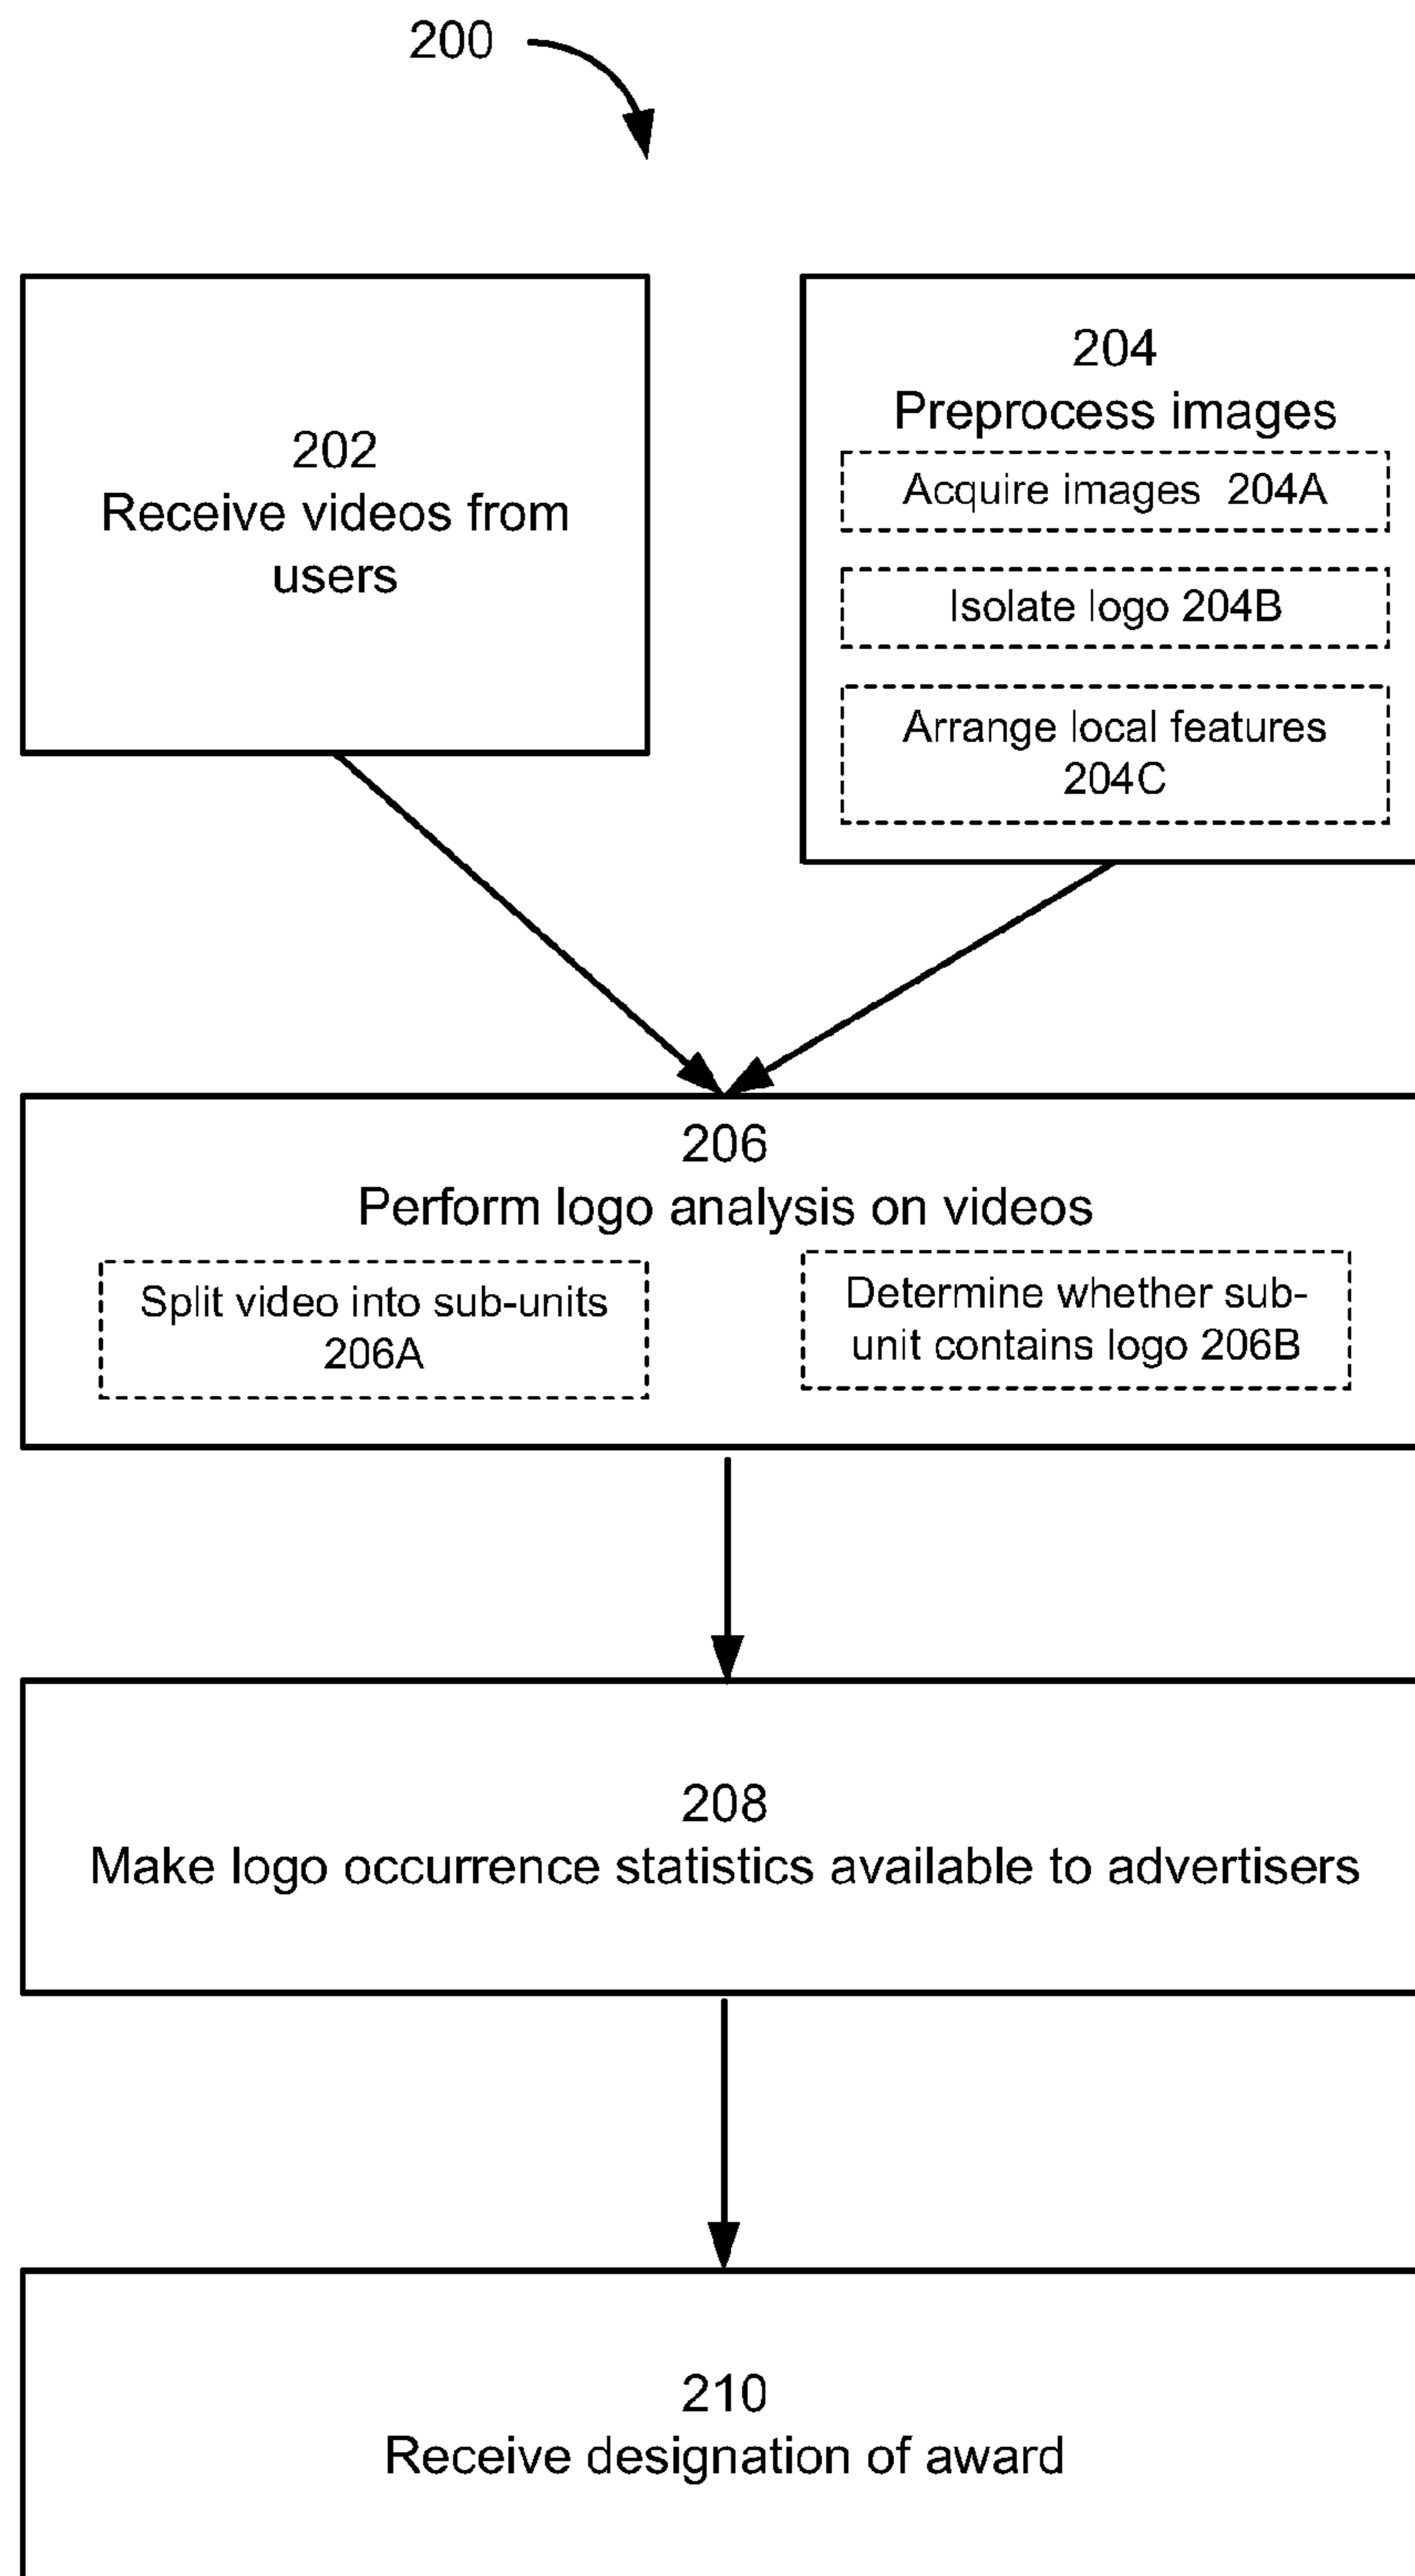 200
202
Receive videos from
users
204
Preprocess images
Acquire images 204A
Isolate logo 204B
Arrange local features
204C
206
Perform logo analysis on videos
Split video into sub-units
206A
Determine whether sub-
unit contains logo 206B
208
Make logo occurrence statistics available to advertisers
210
Receive designation of award